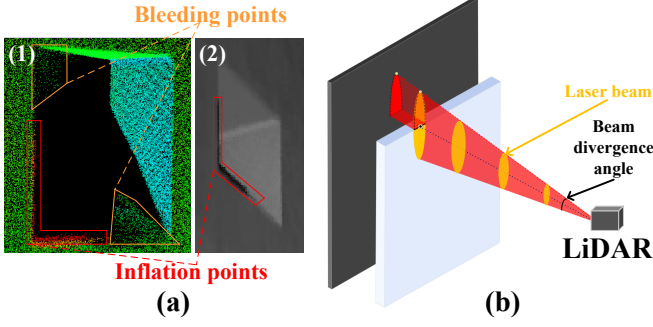 Bleeding points
(1)
(2)
Inflation points
(a)
Laser beam
Beam
divergence
angle
LiDAR
(b)